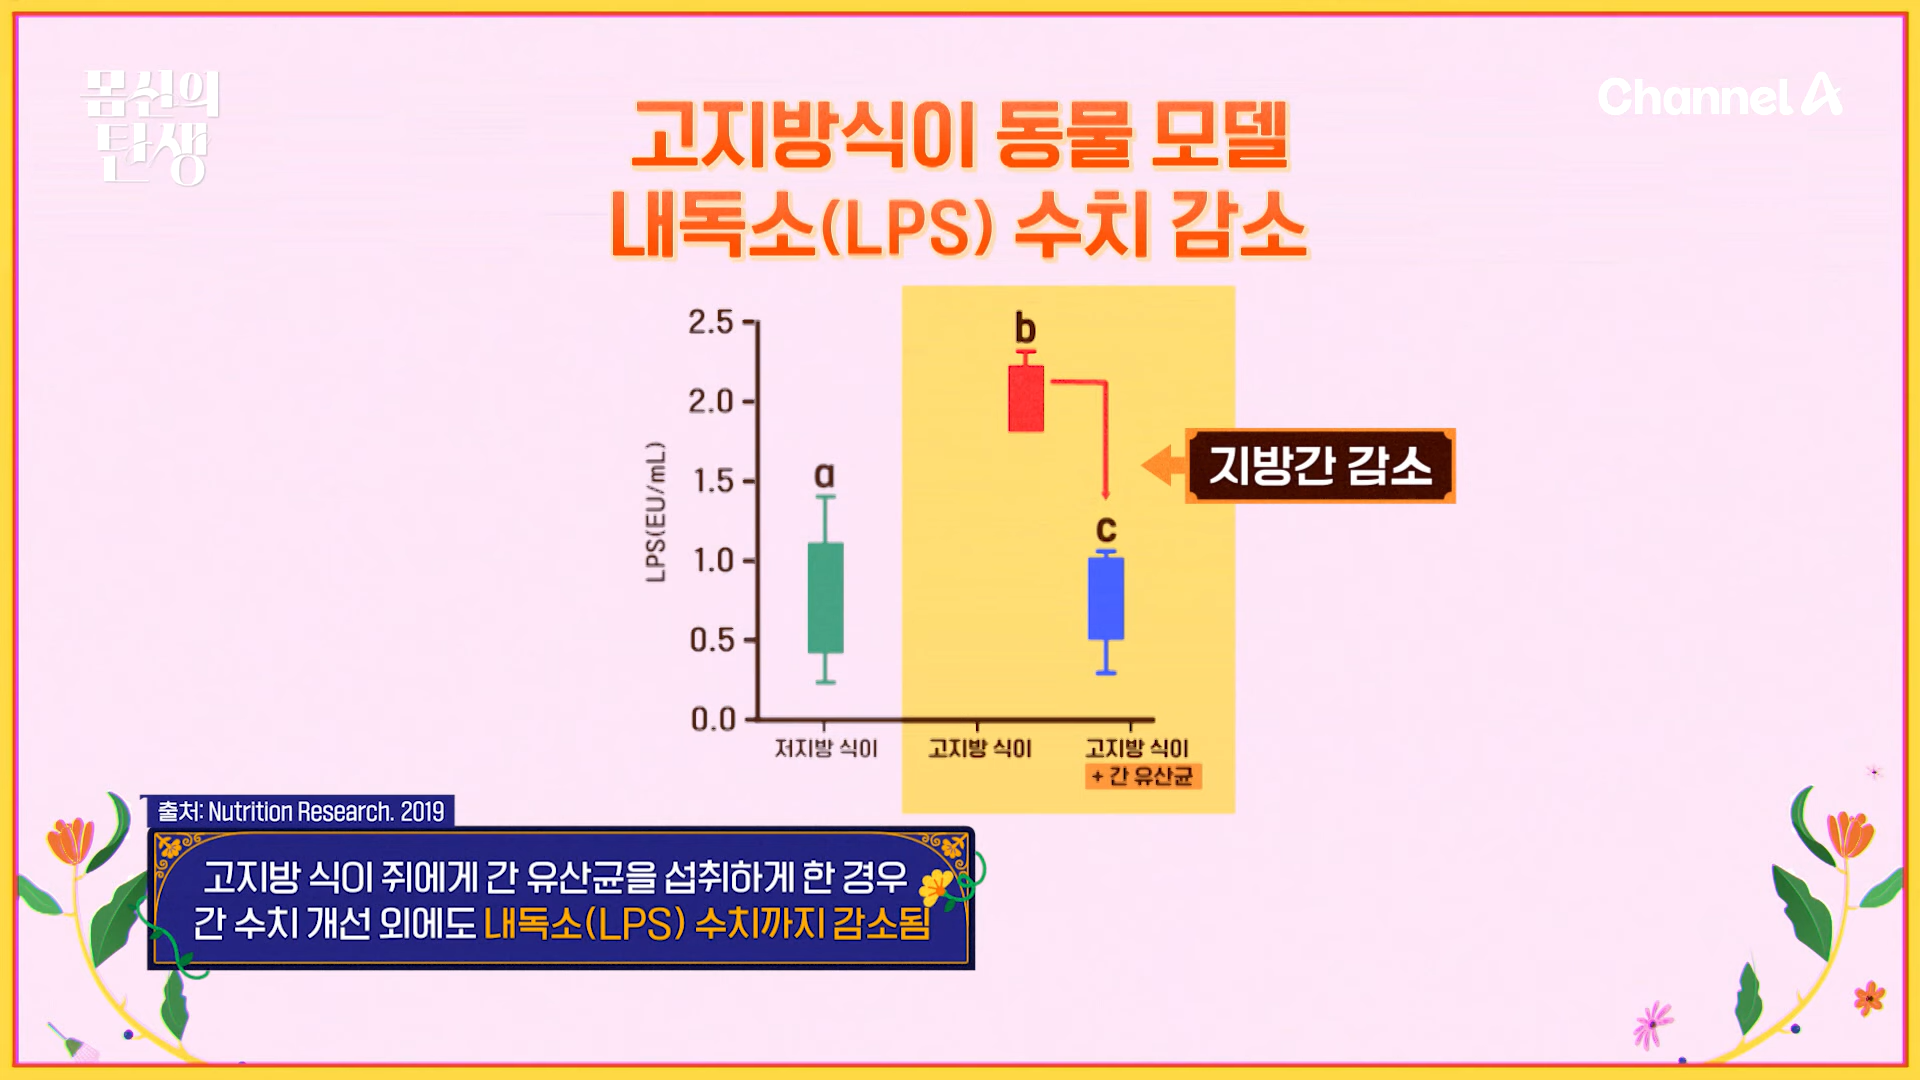 몸신의
탄생
Channel A
고지방식이 동물 모델
내독소(LPS) 수치 감소
2.5
2.0
1.5
1.0
0.5
0.0
LPS(EU/mL)
a
b
c
지방간 감소
저지방 식이
고지방 식이
고지방 식이
+ 간 유산균
출처: Nutrition Research. 2019
고지방 식이 쥐에게 간 유산균을 섭취하게 한 경우
간 수치 개선 외에도 내독소(LPS) 수치까지 감소됨